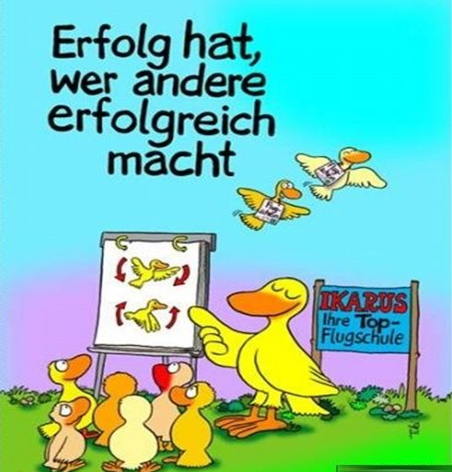 Erfolg hat,
wer andere
erfolgreich
macht
IKARUS
Ihre Top-
Flugschule